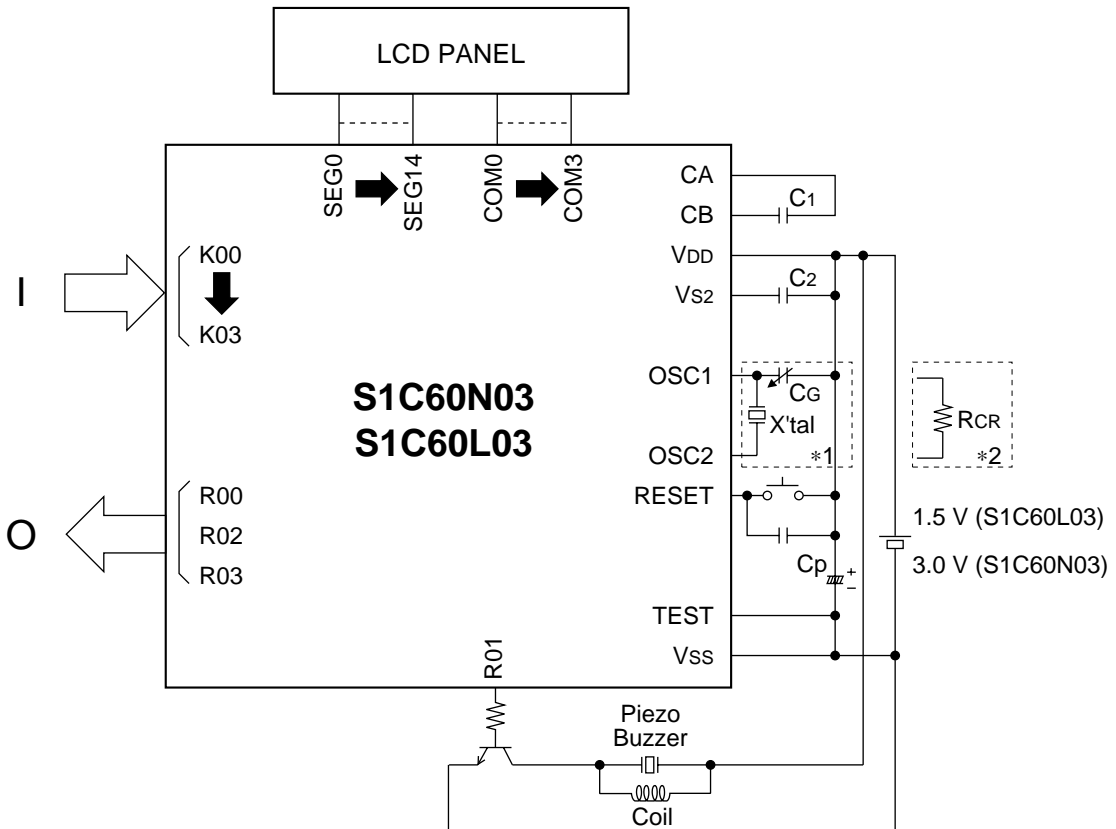 LCD PANEL
SEG0
SEG14
COM0
COM3
CA
CB
C1
VDD
VS2
C2
I
K00
K03
S1C60N03
S1C60L03
OSC1
CG
X'tal
OSC2
*1
RCR
*2
O
R00
R02
R03
RESET
Cp
+
–
1.5 V (S1C60L03)
3.0 V (S1C60N03)
TEST
VSS
R01
Piezo
Buzzer
Coil